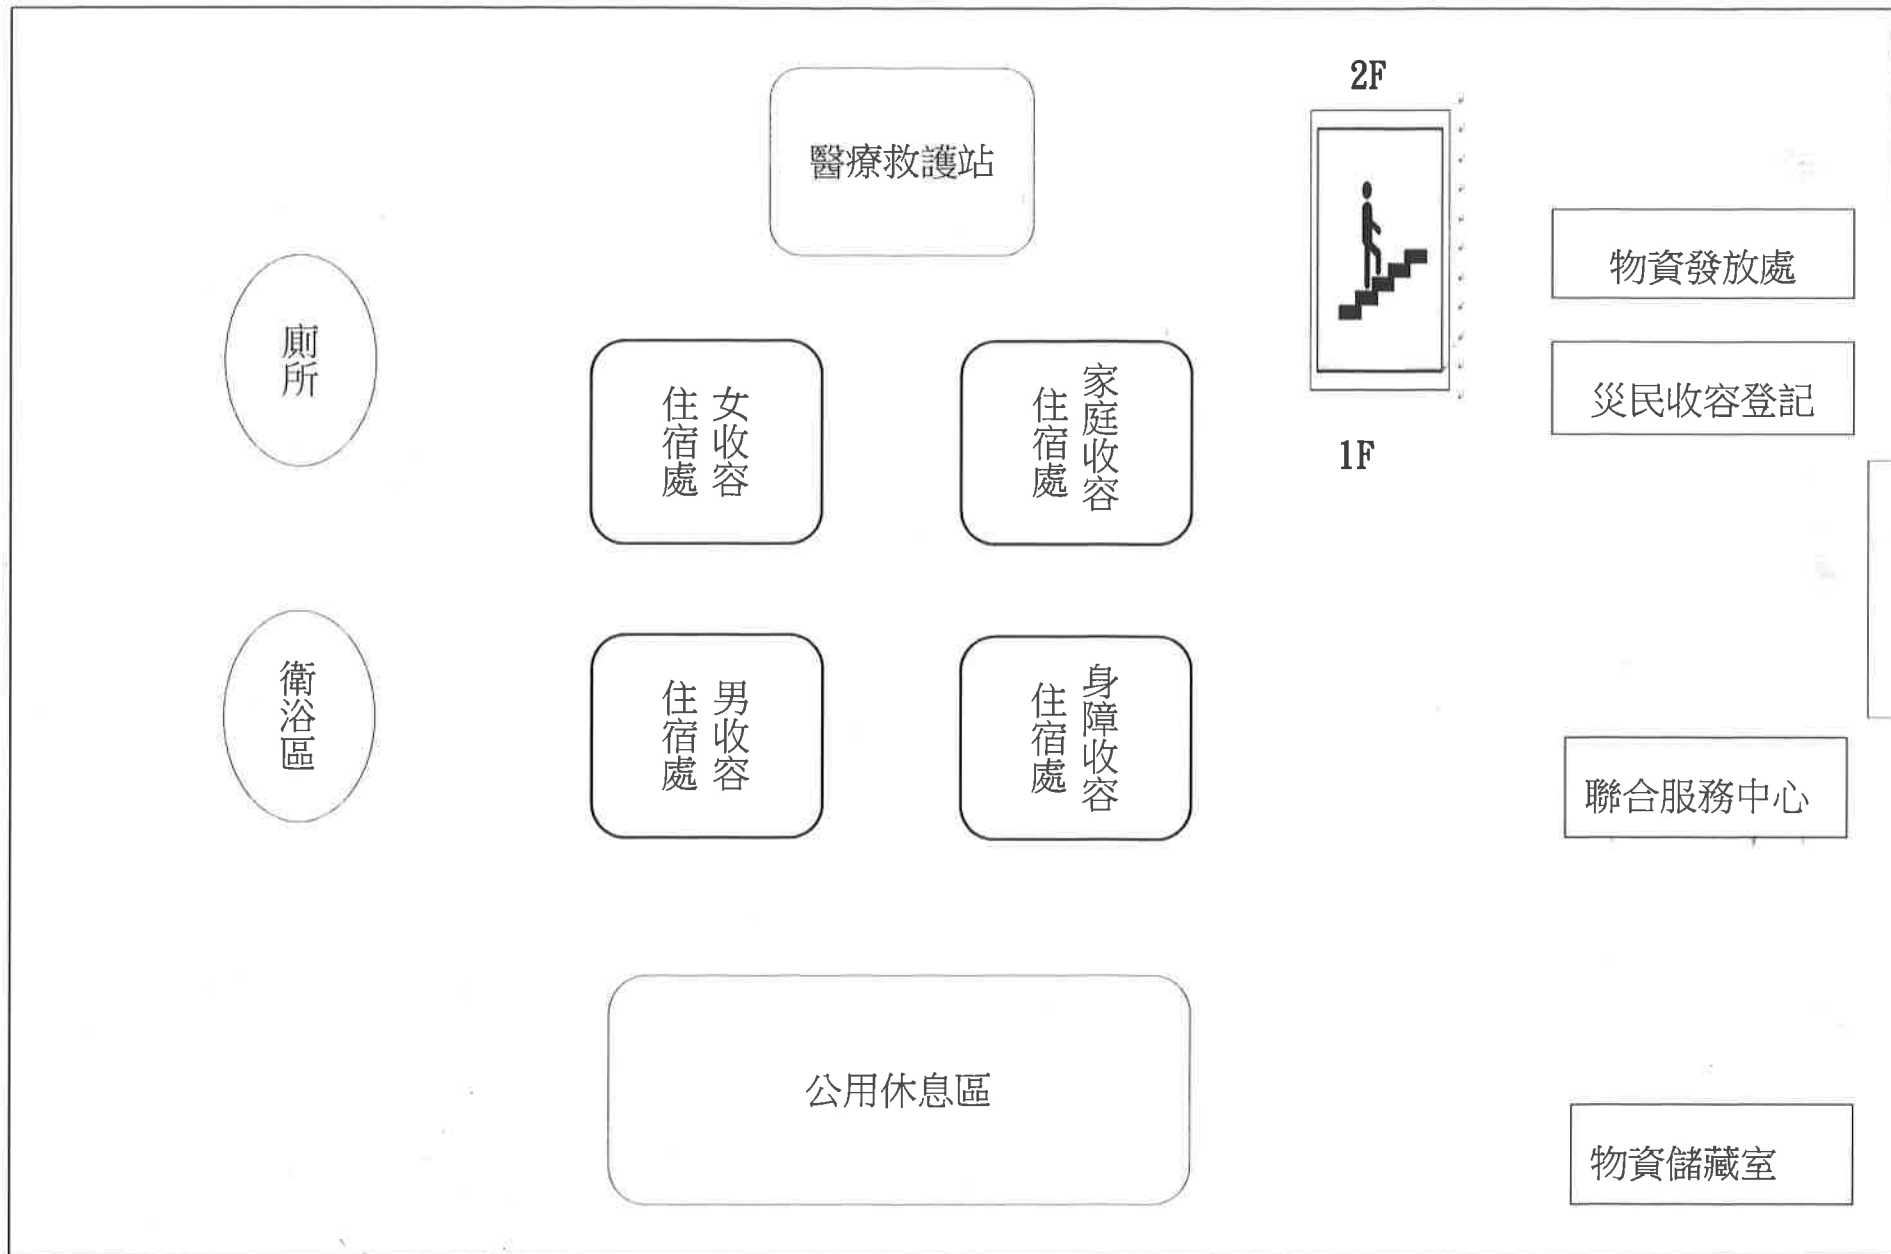 2F
醫療救護站
物資發放處
廁所
女收容
住宿處
家庭收容
住宿處
災民收容登記
1F
衛浴區
男收容
住宿處
身障收容
住宿處
聯合服務中心
公用休息區
物資儲藏室